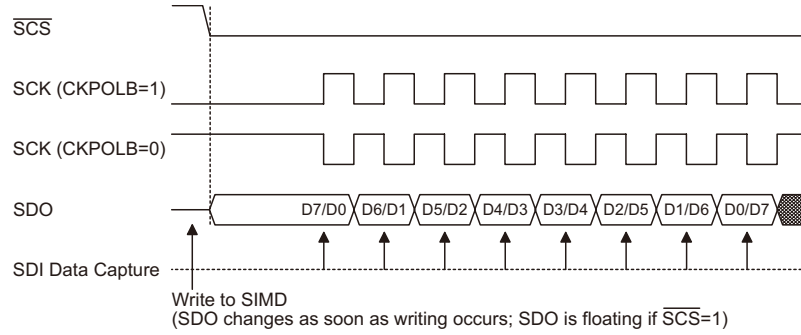 SCS
SCK (CKPOLB=1)
SCK (CKPOLB=0)
SDO
D7/D0 D6/D1 D5/D2 D4/D3 D3/D4 D2/D5 D1/D6 D0/D7
SDI Data Capture
Write to SIMD
(SDO changes as soon as writing occurs; SDO is floating if SCS=1)